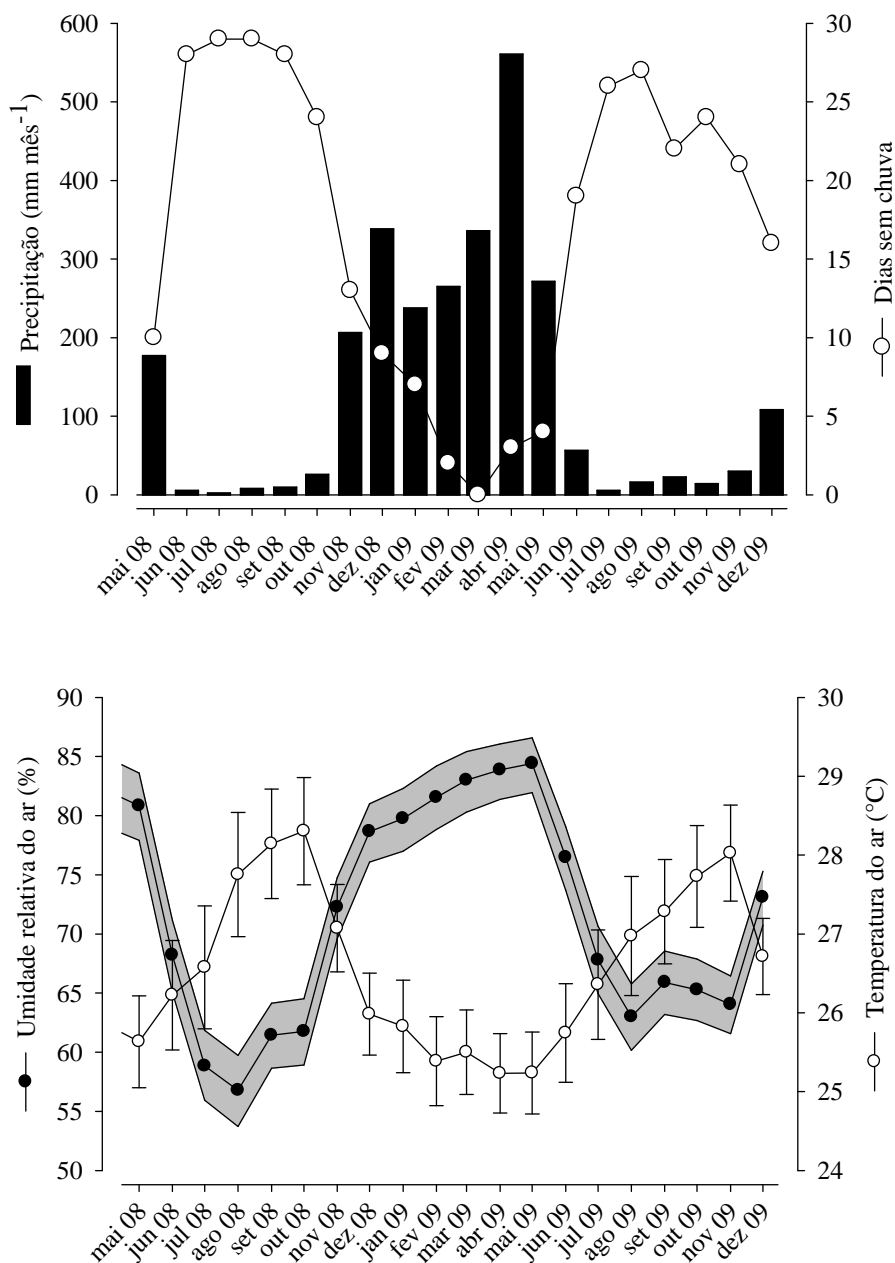 600
500
400
300
200
100
0
Precipitação (mm mês-1)
30
25
20
15
10
5
0
Dias sem chuva
mai 08
jun 08
jul 08
ago 08
set 08
out 08
nov 08
dez 08
jan 09
fev 09
mar 09
abr 09
mai 09
jun 09
jul 09
ago 09
set 09
out 09
nov 09
dez 09
90
85
80
75
70
65
60
55
50
Umidade relativa do ar (%)
30
29
28
27
26
25
24
Temperatura do ar (°C)
mai 08
jun 08
jul 08
ago 08
set 08
out 08
nov 08
dez 08
jan 09
fev 09
mar 09
abr 09
mai 09
jun 09
jul 09
ago 09
set 09
out 09
nov 09
dez 09